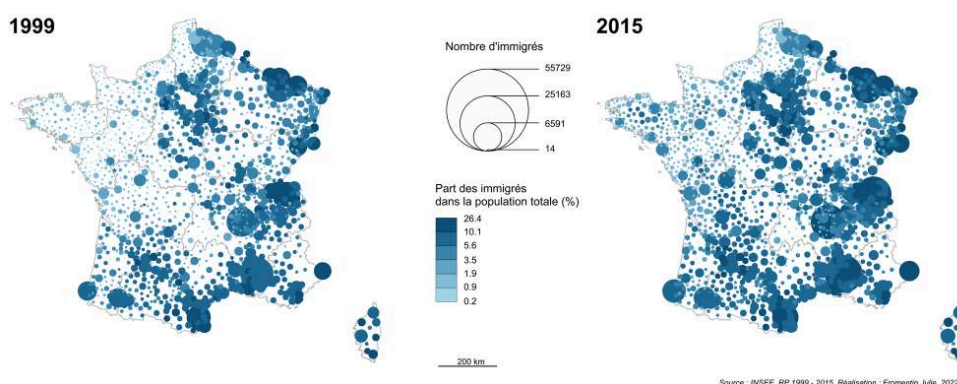 1999
Nombre d'immigrés
55729
25163
6591
14
Part des immigrés
dans la population totale (%)
26.4
10.1
5.6
3.5
1.9
0.9
0.2
200 km
2015
Source : INSEE, RP 1999 - 2015, Réalisation : Fromentin Julie, 2022